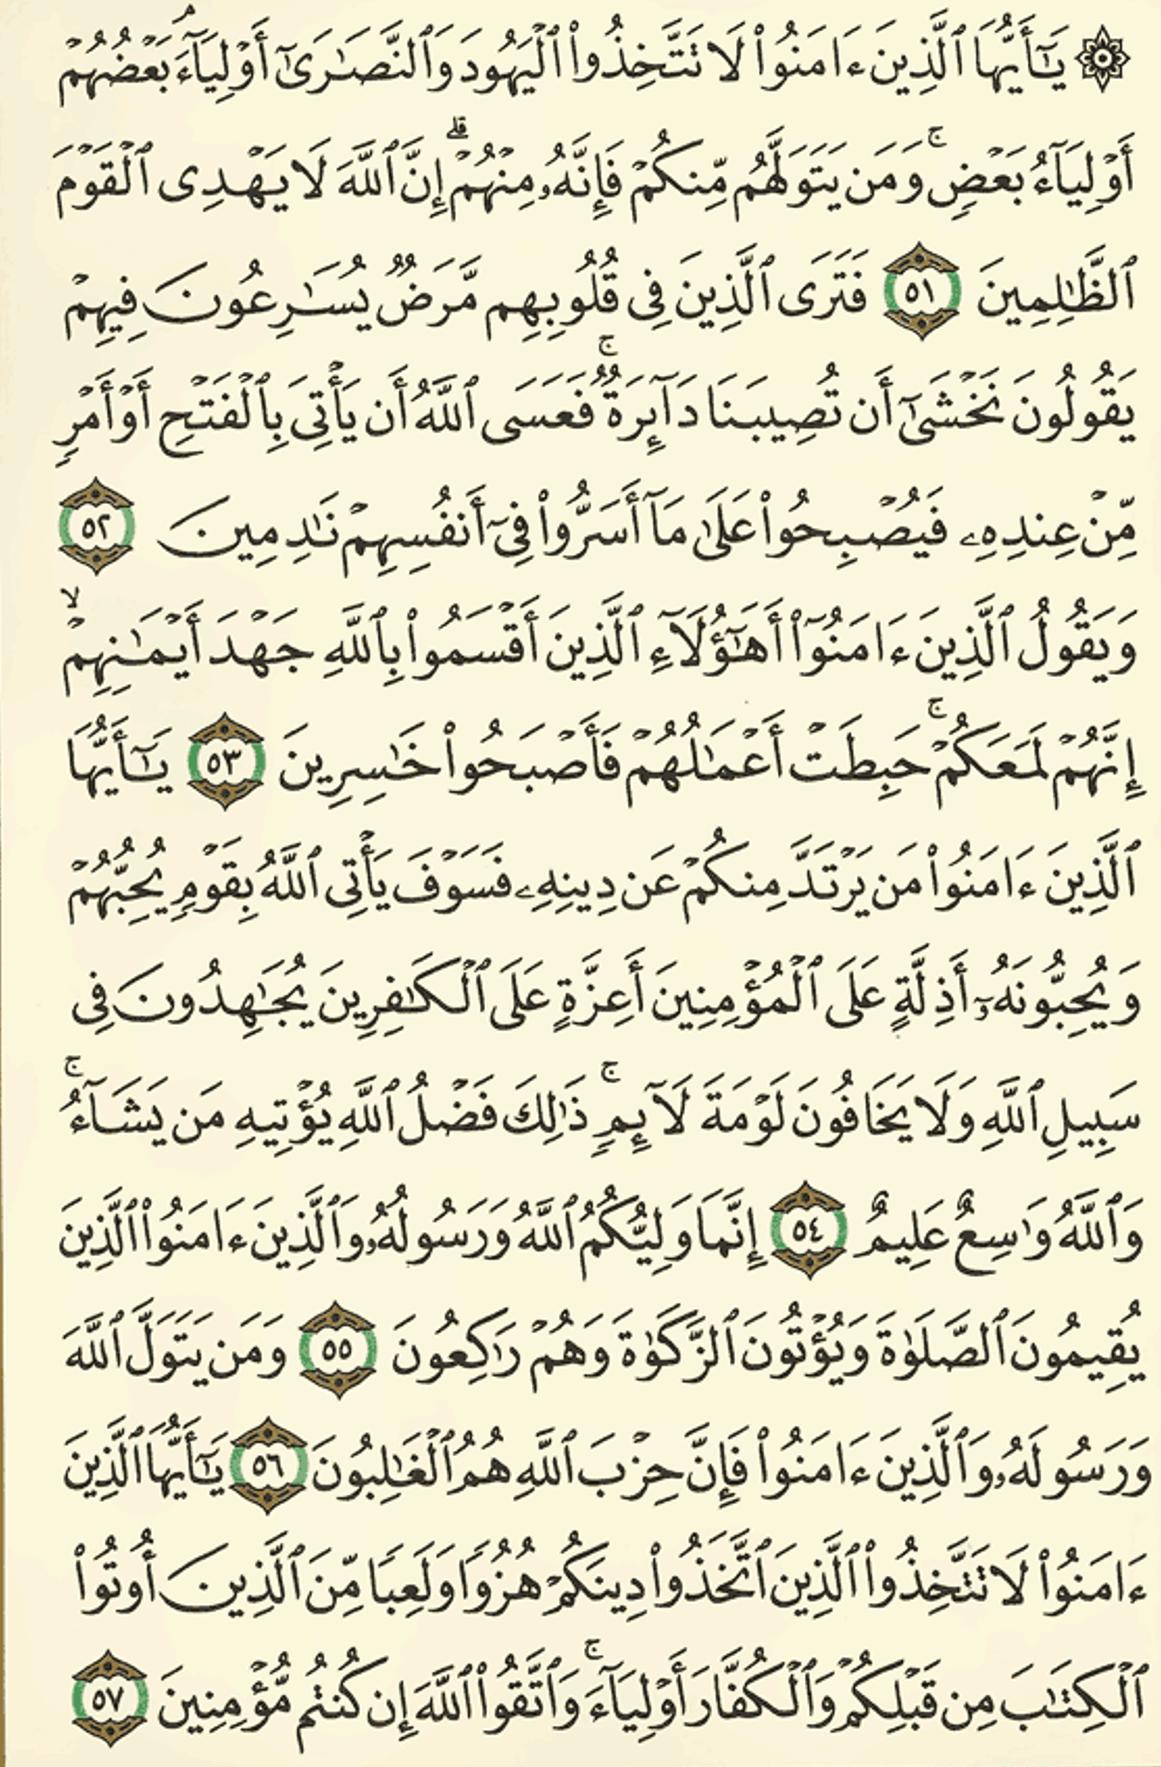 ۞ يَـٰٓأَيُّهَا ٱلَّذِينَ ءَامَنُوا۟ لَا تَتَّخِذُوا۟ ٱلْيَهُودَ وَٱلنَّصَـٰرَىٰٓ أَوْلِيَآءَ ۘ بَعْضُهُمْ
أَوْلِيَآءُ بَعْضٍ ۚ وَمَن يَتَوَلَّهُم مِّنكُمْ فَإِنَّهُۥ مِنْهُمْ ۗ إِنَّ ٱللَّهَ لَا يَهْدِى ٱلْقَوْمَ
ٱلظَّـٰلِمِينَ ٥١ فَتَرَى ٱلَّذِينَ فِى قُلُوبِهِم مَّرَضٌ يُسَـٰرِعُونَ فِيهِمْ
يَقُولُونَ نَخْشَىٰٓ أَن تُصِيبَنَا دَآئِرَةٌ ۚ فَعَسَى ٱللَّهُ أَن يَأْتِىَ بِٱلْفَتْحِ أَوْ أَمْرٍ
مِّنْ عِندِهِۦ فَيُصْبِحُوا۟ عَلَىٰ مَآ أَسَرُّوا۟ فِىٓ أَنفُسِهِمْ نَـٰدِمِينَ ٥٢
وَيَقُولُ ٱلَّذِينَ ءَامَنُوٓا۟ أَهَـٰٓؤُلَآءِ ٱلَّذِينَ أَقْسَمُوا۟ بِٱللَّهِ جَهْدَ أَيْمَـٰنِهِمْ ۙ
إِنَّهُمْ لَمَعَكُمْ ۚ حَبِطَتْ أَعْمَـٰلُهُمْ فَأَصْبَحُوا۟ خَـٰسِرِينَ ٥٣ يَـٰٓأَيُّهَا
ٱلَّذِينَ ءَامَنُوا۟ مَن يَرْتَدَّ مِنكُمْ عَن دِينِهِۦ فَسَوْفَ يَأْتِى ٱللَّهُ بِقَوْمٍ يُحِبُّهُمْ
وَيُحِبُّونَهُۥٓ أَذِلَّةٍ عَلَى ٱلْمُؤْمِنِينَ أَعِزَّةٍ عَلَى ٱلْكَـٰفِرِينَ يُجَـٰهِدُونَ فِى
سَبِيلِ ٱللَّهِ وَلَا يَخَافُونَ لَوْمَةَ لَآئِمٍ ۚ ذَٰلِكَ فَضْلُ ٱللَّهِ يُؤْتِيهِ مَن يَشَآءُ ۚ
وَٱللَّهُ وَٰسِعٌ عَلِيمٌ ٥٤ إِنَّمَا وَلِيُّكُمُ ٱللَّهُ وَرَسُولُهُۥ وَٱلَّذِينَ ءَامَنُوا۟ ٱلَّذِينَ
يُقِيمُونَ ٱلصَّلَوٰةَ وَيُؤْتُونَ ٱلزَّكَوٰةَ وَهُمْ رَٰكِعُونَ ٥٥ وَمَن يَتَوَلَّ ٱللَّهَ
وَرَسُولَهُۥ وَٱلَّذِينَ ءَامَنُوا۟ فَإِنَّ حِزْبَ ٱللَّهِ هُمُ ٱلْغَـٰلِبُونَ ٥٦ يَـٰٓأَيُّهَا ٱلَّذِينَ
ءَامَنُوا۟ لَا تَتَّخِذُوا۟ ٱلَّذِينَ ٱتَّخَذُوا۟ دِينَكُمْ هُزُوًا وَلَعِبًا مِّنَ ٱلَّذِينَ أُوتُوا۟
ٱلْكِتَـٰبَ مِن قَبْلِكُمْ وَٱلْكُفَّارَ أَوْلِيَآءَ ۚ وَٱتَّقُوا۟ ٱللَّهَ إِن كُنتُم مُّؤْمِنِينَ ٥٧